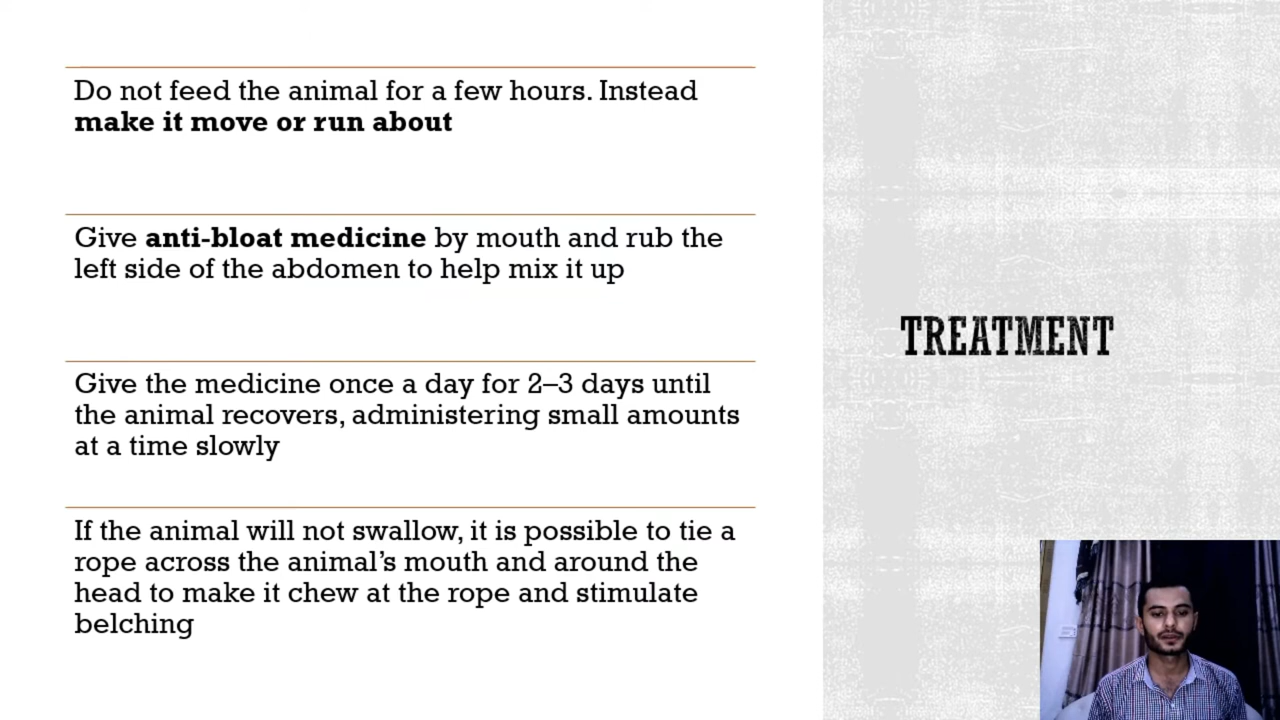 Do not feed the animal for a few hours. Instead
make it move or run about
Give anti-bloat medicine by mouth and rub the
left side of the abdomen to help mix it up
Give the medicine once a day for 2–3 days until
the animal recovers, administering small amounts
at a time slowly
If the animal will not swallow, it is possible to tie a
rope across the animal’s mouth and around the
head to make it chew at the rope and stimulate
belching
TREATMENT